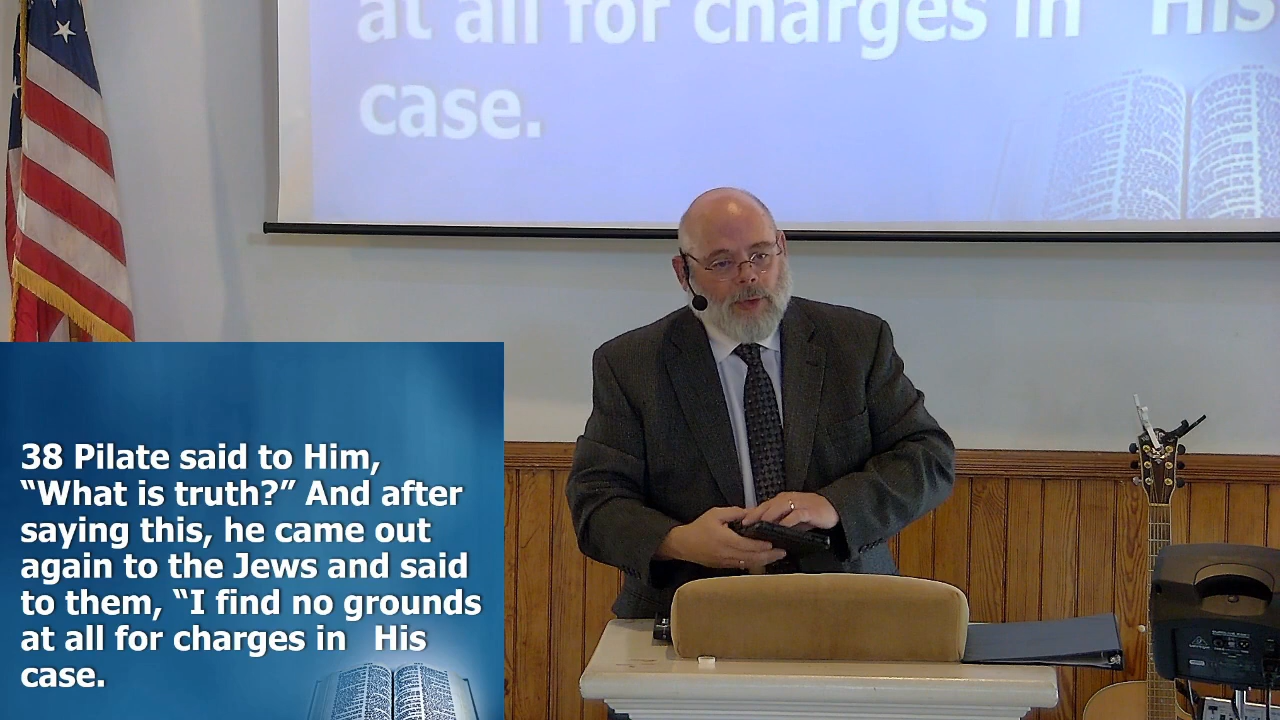 at all for charges in   His
case.
38 Pilate said to Him,
“What is truth?” And after
saying this, he came out
again to the Jews and said
to them, “I find no grounds
at all for charges in   His
case.